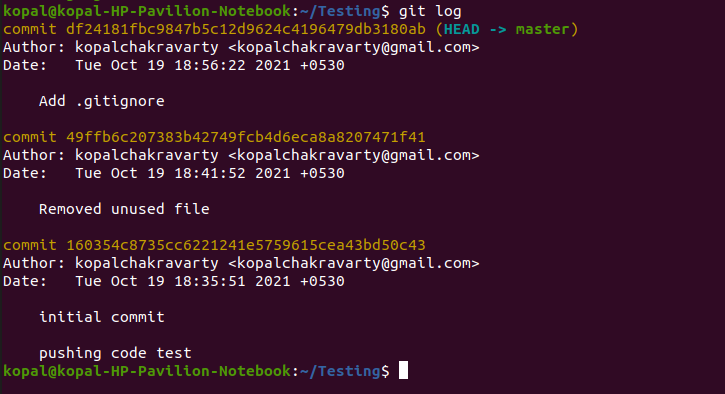 kopal@kopal-HP-Pavilion-Notebook:~/Testing$ git log
commit df24181fbc9847b5c12d9624c4196479db3180ab (HEAD -> master)
Author: kopalchakravarty <kopalchakravarty@gmail.com>
Date:   Tue Oct 19 18:56:22 2021 +0530
Add .gitignore
commit 49ffb6c207383b42749fcb4d6eca8a8207471f41
Author: kopalchakravarty <kopalchakravarty@gmail.com>
Date:   Tue Oct 19 18:41:52 2021 +0530
Removed unused file
commit 160354c8735cc6221241e5759615cea43bd50c43
Author: kopalchakravarty <kopalchakravarty@gmail.com>
Date:   Tue Oct 19 18:35:51 2021 +0530
initial commit
pushing code test
kopal@kopal-HP-Pavilion-Notebook:~/Testing$